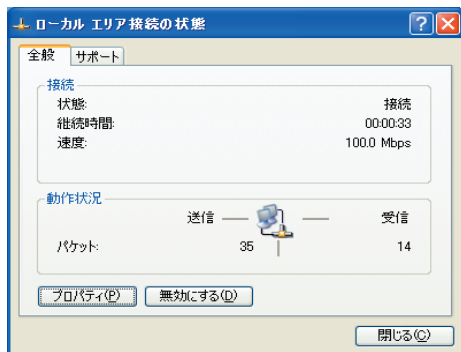 ローカル エリア接続の状態
全般 サポート
接続
状態: 接続
継続時間: 00:00:33
速度: 100.0 Mbps
動作状況
送信 受信
パケット: 35 14
プロパティ(P) 無効にする(D)
閉じる(C)